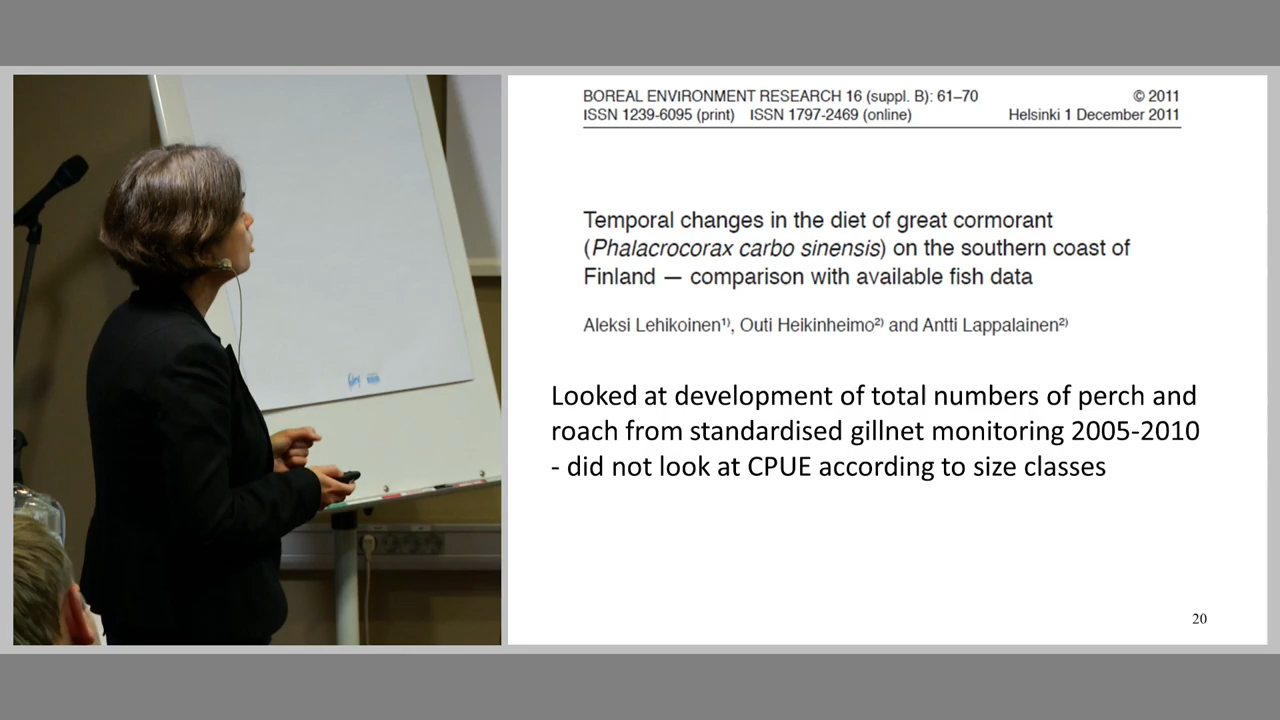 BOREAL ENVIRONMENT RESEARCH 16 (suppl. B): 61–70 © 2011
ISSN 1239-6095 (print) ISSN 1797-2469 (online) Helsinki 1 December 2011
Temporal changes in the diet of great cormorant
(Phalacrocorax carbo sinensis) on the southern coast of
Finland — comparison with available fish data
Aleksi Lehikoinen¹⁾, Outi Heikinheimo²⁾ and Antti Lappalainen²⁾
Looked at development of total numbers of perch and
roach from standardised gillnet monitoring 2005-2010
- did not look at CPUE according to size classes
20